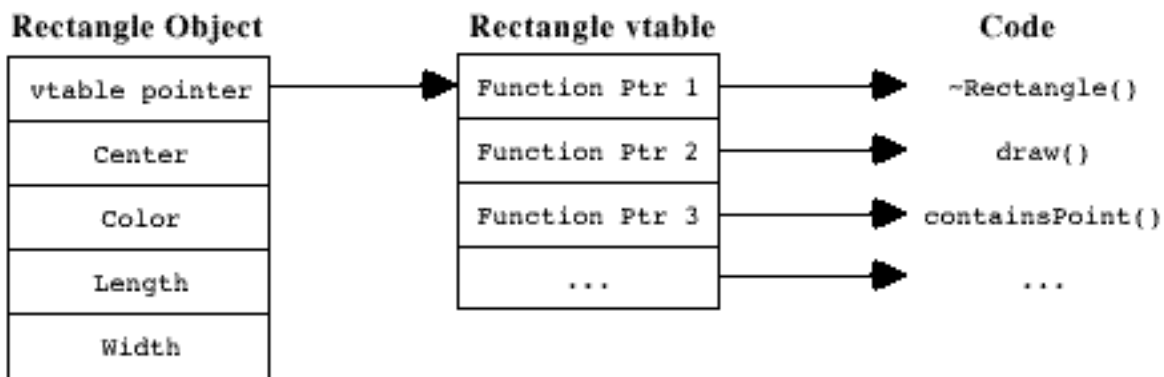 Rectangle Object
Rectangle vtable
Code
vtable pointer
Function Ptr 1
~Rectangle()
Center
Function Ptr 2
draw()
Color
Function Ptr 3
containsPoint()
Length
...
...
Width